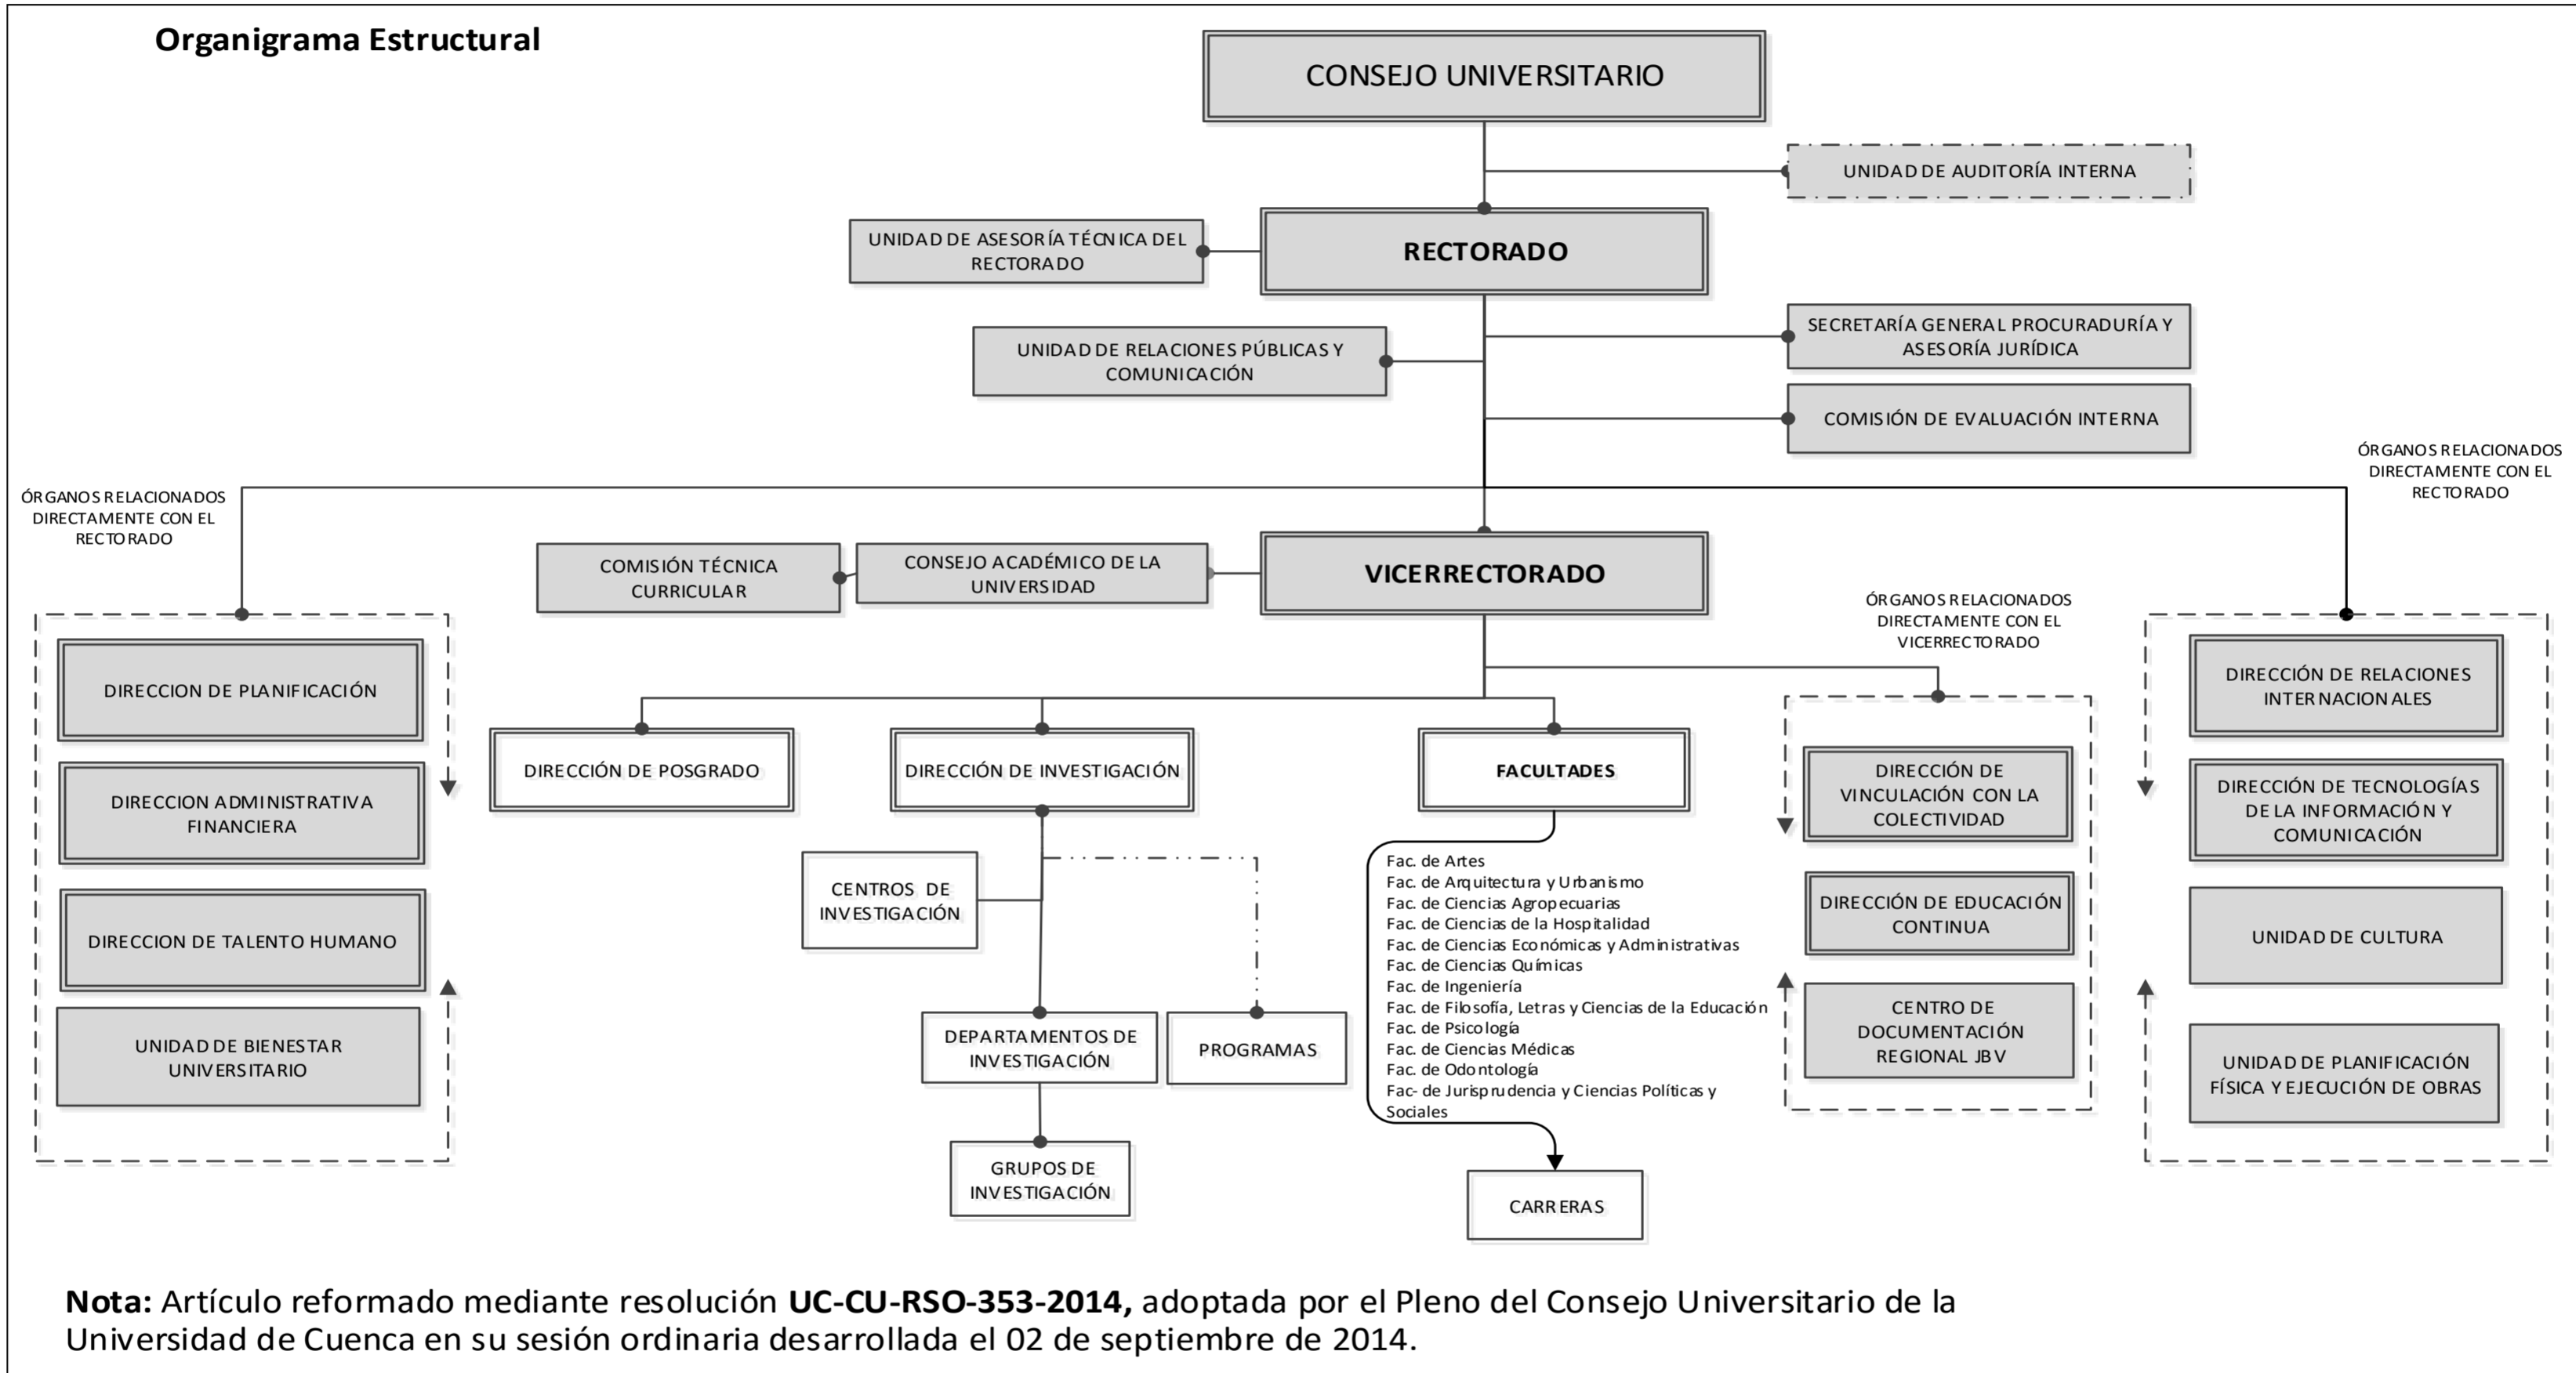 Organigrama Estructural
CONSEJO UNIVERSITARIO
UNIDAD DE AUDITORÍA INTERNA
UNIDAD DE ASESORÍA TÉCNICA DEL
RECTORADO
RECTORADO
UNIDAD DE RELACIONES PÚBLICAS Y
COMUNICACIÓN
SECRETARÍA GENERAL PROCURADURÍA Y
ASESORÍA JURÍDICA
COMISIÓN DE EVALUACIÓN INTERNA
ÓRGANOS RELACIONADOS
DIRECTAMENTE CON EL
RECTORADO
ÓRGANOS RELACIONADOS
DIRECTAMENTE CON EL
RECTORADO
COMISIÓN TÉCNICA
CURRICULAR
CONSEJO ACADÉMICO DE LA
UNIVERSIDAD
VICERRECTORADO
ÓRGANOS RELACIONADOS
DIRECTAMENTE CON EL
VICERRECTORADO
DIRECCION DE PLANIFICACIÓN
DIRECCION ADMINISTRATIVA
FINANCIERA
DIRECCION DE TALENTO HUMANO
UNIDAD DE BIENESTAR
UNIVERSITARIO
DIRECCIÓN DE POSGRADO
DIRECCIÓN DE INVESTIGACIÓN
CENTROS DE
INVESTIGACIÓN
DEPARTAMENTOS DE
INVESTIGACIÓN
PROGRAMAS
GRUPOS DE
INVESTIGACIÓN
FACULTADES
Fac. de Artes
Fac. de Arquitectura y Urbanismo
Fac. de Ciencias Agropecuarias
Fac. de Ciencias de la Hospitalidad
Fac. de Ciencias Económicas y Administrativas
Fac. de Ciencias Químicas
Fac. de Ingeniería
Fac. de Filosofía, Letras y Ciencias de la Educación
Fac. de Psicología
Fac. de Ciencias Médicas
Fac. de Odontología
Fac- de Jurisprudencia y Ciencias Políticas y
Sociales
CARRERAS
DIRECCIÓN DE
VINCULACIÓN CON LA
COLECTIVIDAD
DIRECCIÓN DE EDUCACIÓN
CONTINUA
CENTRO DE
DOCUMENTACIÓN
REGIONAL JBV
DIRECCIÓN DE RELACIONES
INTERNACIONALES
DIRECCIÓN DE TECNOLOGÍAS
DE LA INFORMACIÓN Y
COMUNICACIÓN
UNIDAD DE CULTURA
UNIDAD DE PLANIFICACIÓN
FÍSICA Y EJECUCIÓN DE OBRAS
Nota: Artículo reformado mediante resolución UC-CU-RSO-353-2014, adoptada por el Pleno del Consejo Universitario de la
Universidad de Cuenca en su sesión ordinaria desarrollada el 02 de septiembre de 2014.